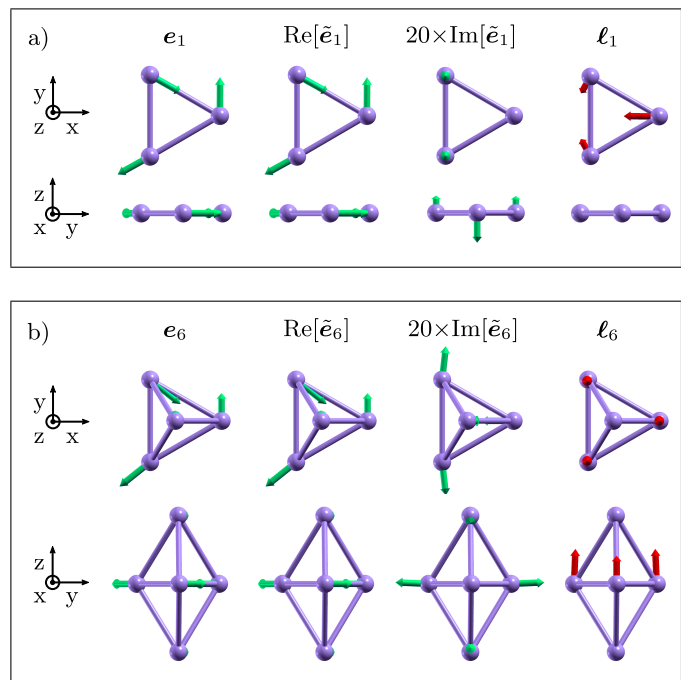 a) 𝒆₁ Re[𝒆̃₁] 20×Im[𝒆̃₁] ℓ₁
y
z x
z
x y
b) 𝒆₆ Re[𝒆̃₆] 20×Im[𝒆̃₆] ℓ₆
y
z x
z
x y